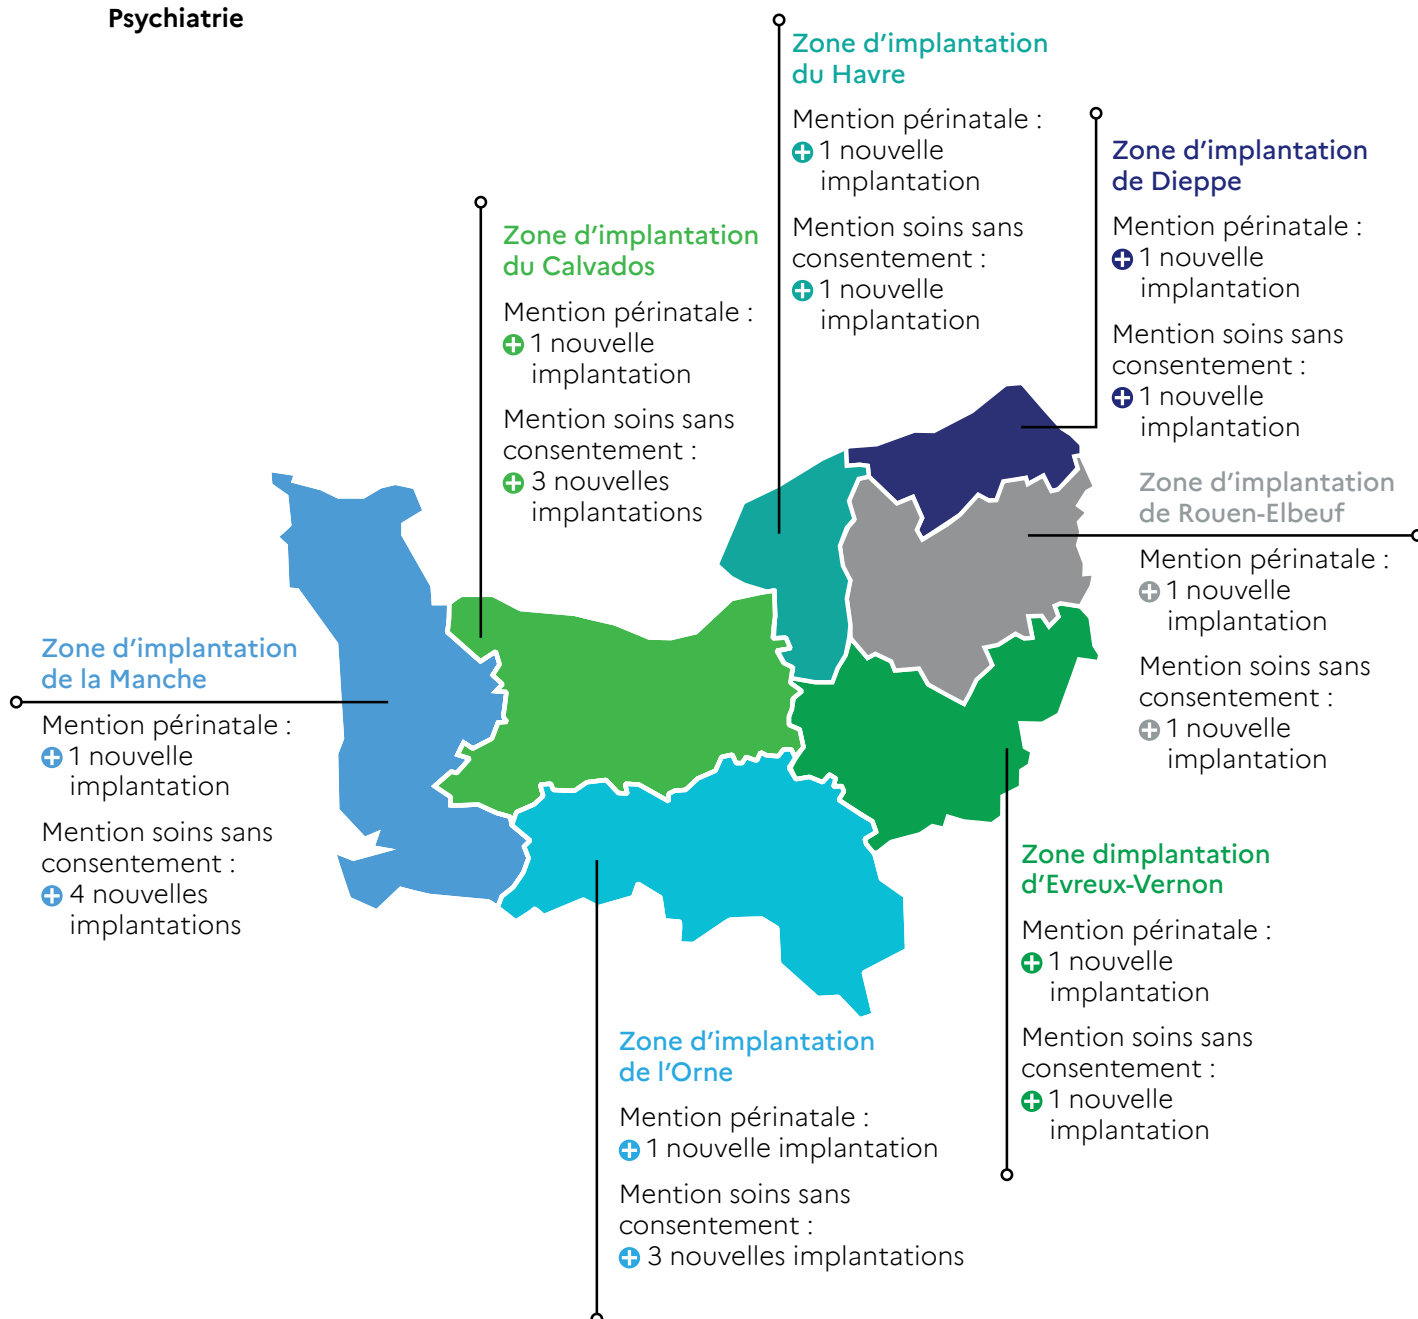 Psychiatrie
Zone d'implantation
du Havre
Mention périnatale :
1 nouvelle
implantation
Mention soins sans
consentement :
1 nouvelle
implantation
Zone d'implantation
de Dieppe
Mention périnatale :
1 nouvelle
implantation
Mention soins sans
consentement :
1 nouvelle
implantation
Zone d'implantation
du Calvados
Mention périnatale :
1 nouvelle
implantation
Mention soins sans
consentement :
3 nouvelles
implantations
Zone d'implantation
de Rouen-Elbeuf
Mention périnatale :
1 nouvelle
implantation
Mention soins sans
consentement :
1 nouvelle
implantation
Zone d'implantation
de la Manche
Mention périnatale :
1 nouvelle
implantation
Mention soins sans
consentement :
4 nouvelles
implantations
Zone dimplantation
d'Evreux-Vernon
Mention périnatale :
1 nouvelle
implantation
Mention soins sans
consentement :
1 nouvelle
implantation
Zone d'implantation
de l'Orne
Mention périnatale :
1 nouvelle implantation
Mention soins sans
consentement :
3 nouvelles implantations